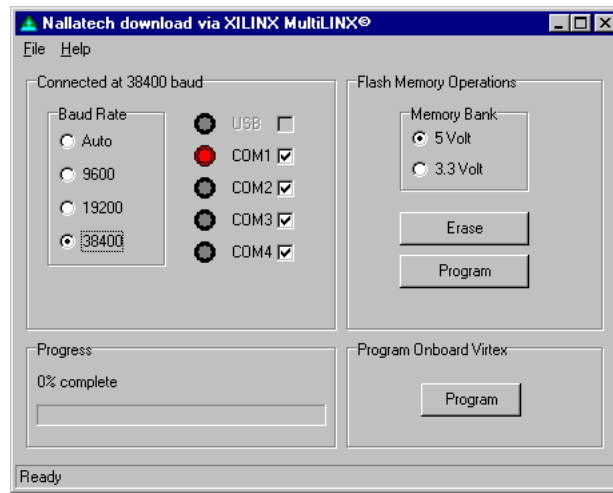 Nallatech download via XILINX MultiLINX©
File Help
Connected at 38400 baud
Baud Rate
Auto
9600
19200
38400
USB
COM1
COM2
COM3
COM4
Flash Memory Operations
Memory Bank
5 Volt
3.3 Volt
Erase
Program
Progress
0% complete
Program Onboard Virtex
Program
Ready